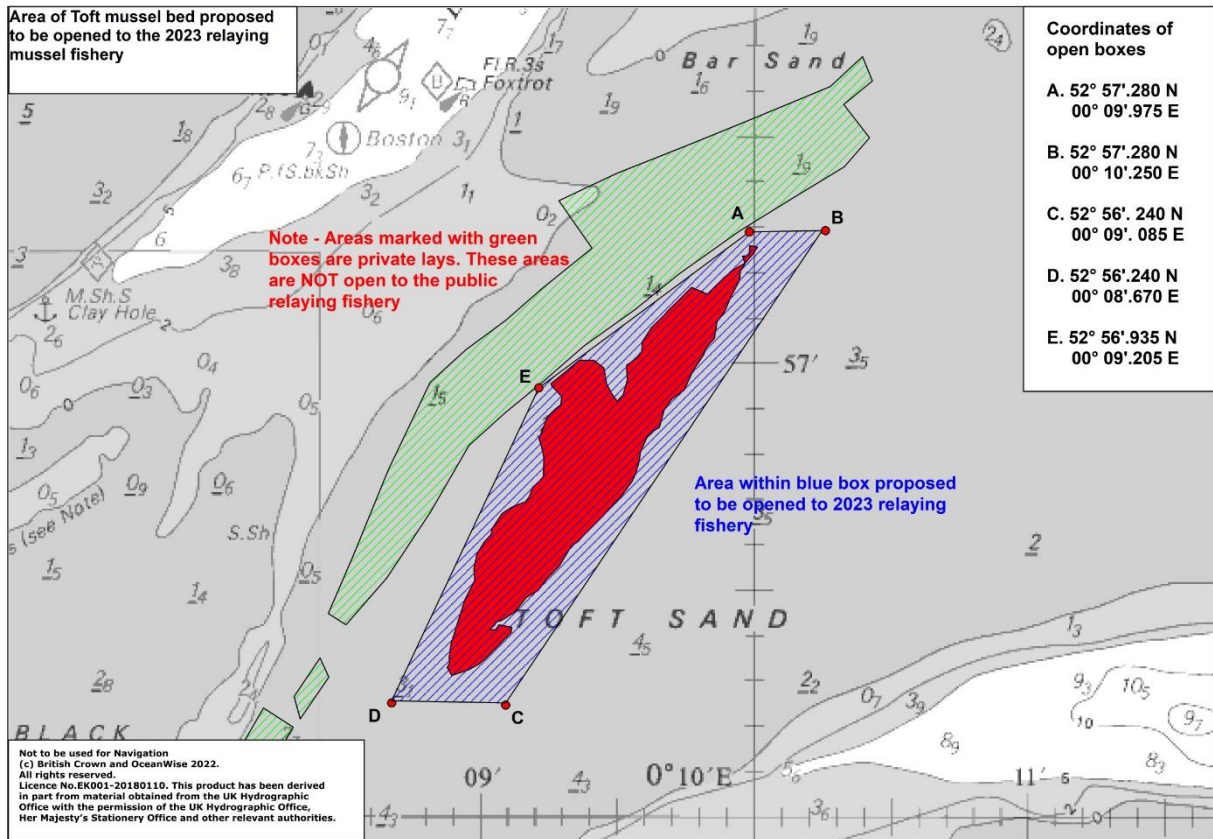 Area of Toft mussel bed proposed
to be opened to the 2023 relaying
mussel fishery
Coordinates of
open boxes
A. 52° 57'.280 N
00° 09'.975 E
B. 52° 57'.280 N
00° 10'.250 E
C. 52° 56'. 240 N
00° 09'. 085 E
D. 52° 56'.240 N
00° 08'.670 E
E. 52° 56'.935 N
00° 09'.205 E
Bar Sand
Fl.R.3s
Foxtrot
Boston
P.fS.bkSh
Note - Areas marked with green
boxes are private lays. These areas
are NOT open to the public
relaying fishery
A
B
M.Sh.S
Clay Hole
57'
E
Area within blue box proposed
to be opened to 2023 relaying
fishery
s (see Note)
S.Sh
TOFT SAND
D
C
BLACK
Not to be used for Navigation
(c) British Crown and OceanWise 2022.
All rights reserved.
Licence No.EK001-20180110. This product has been derived
in part from material obtained from the UK Hydrographic
Office with the permission of the UK Hydrographic Office,
Her Majesty's Stationery Office and other relevant authorities.
09'
0°10'E
11'